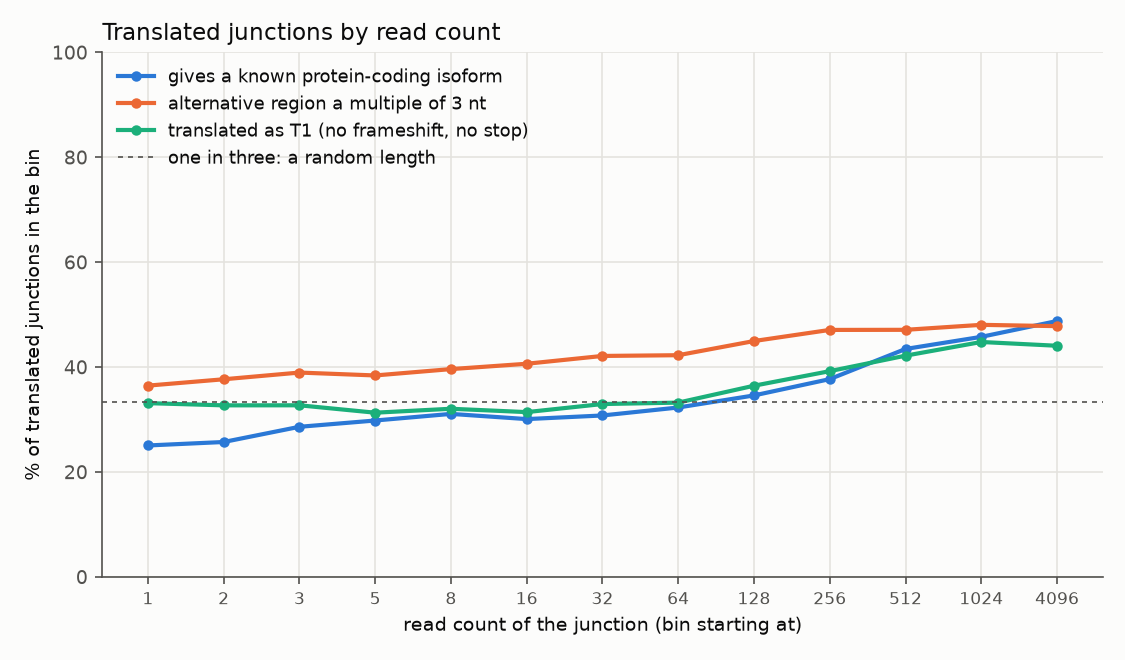 Translated junctions by read count
gives a known protein-coding isoform
alternative region a multiple of 3 nt
translated as T1 (no frameshift, no stop)
one in three: a random length
% of translated junctions in the bin
100
80
60
40
20
0
1 2 3 5 8 16 32 64 128 256 512 1024 4096
read count of the junction (bin starting at)